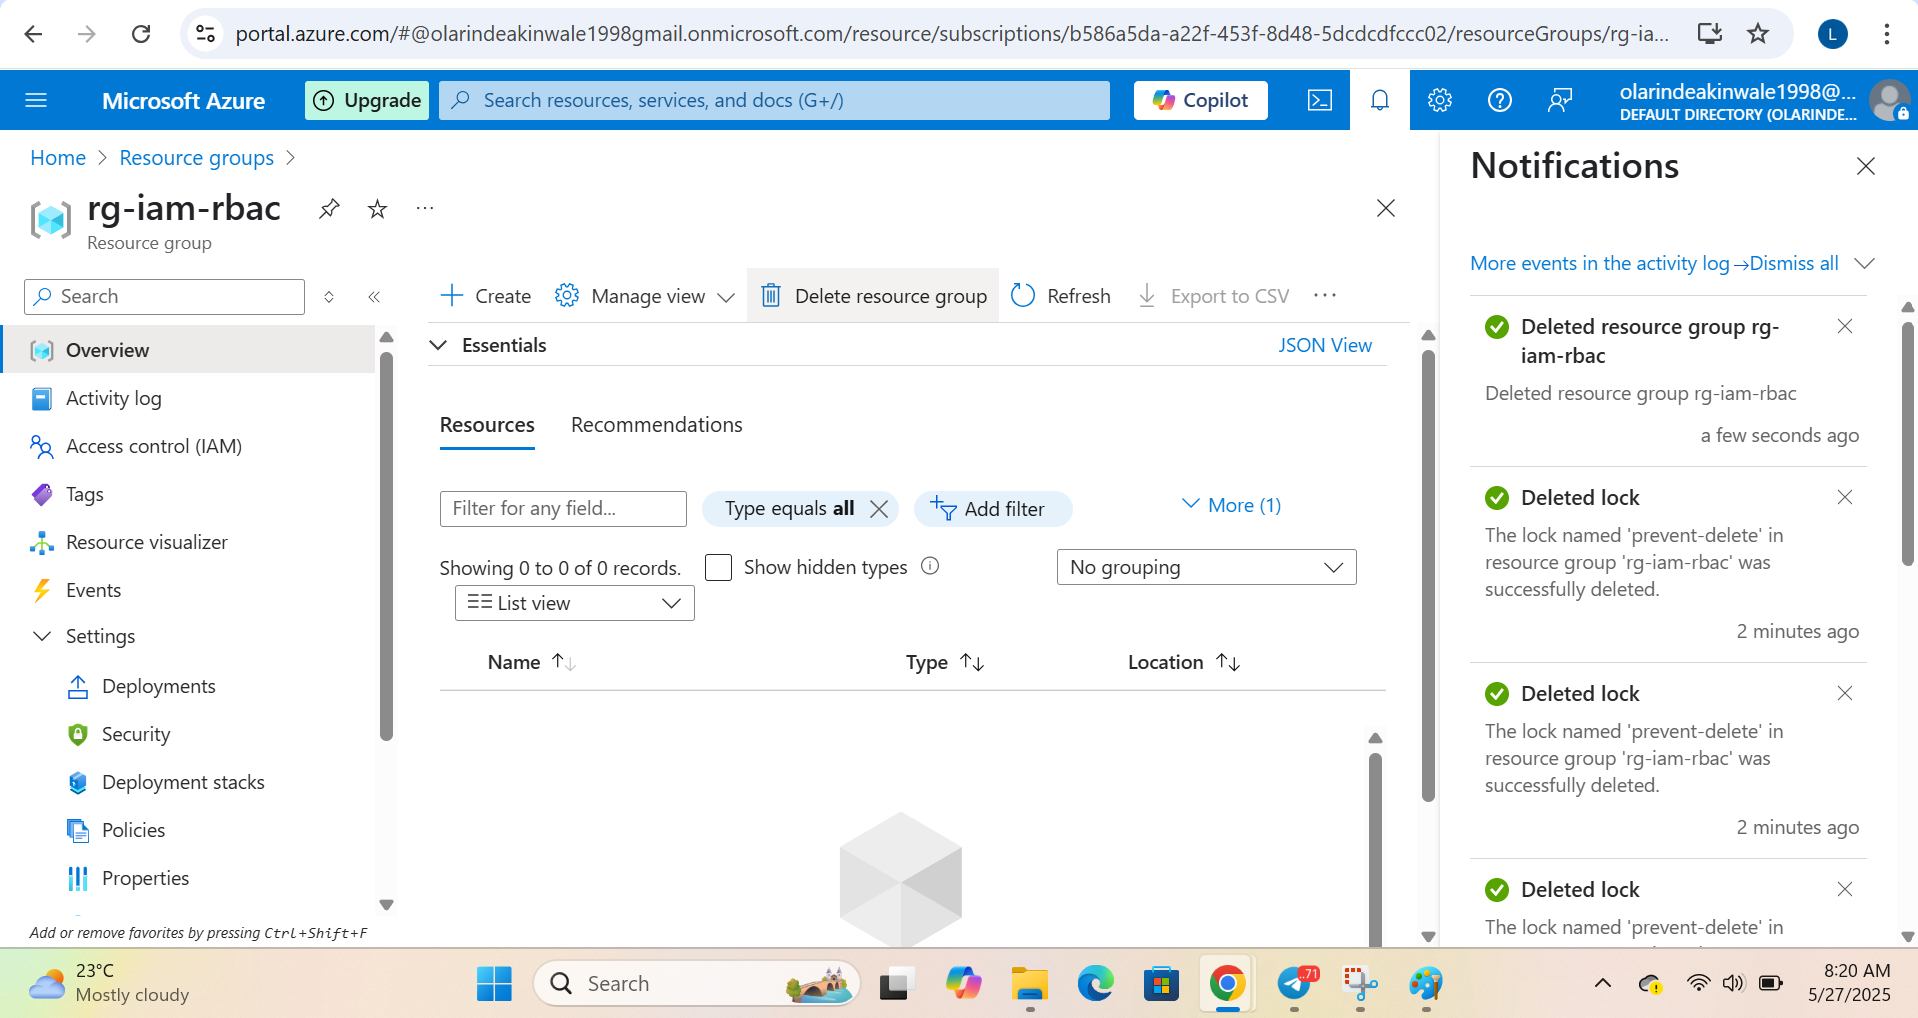 portal.azure.com/#@olarindeakinwale1998gmail.onmicrosoft.com/resource/subscriptions/b586a5da-a22f-453f-8d48-5dcdcdfccc02/resourceGroups/rg-ia...
L
Microsoft Azure
Upgrade
Search resources, services, and docs (G+/)
Copilot
olarindeakinwale1998@...
DEFAULT DIRECTORY (OLARINDE...
Home > Resource groups >
rg-iam-rbac
Resource group
Search
Overview
Activity log
Access control (IAM)
Tags
Resource visualizer
Events
Settings
Deployments
Security
Deployment stacks
Policies
Properties
Add or remove favorites by pressing Ctrl+Shift+F
Create
Manage view
Delete resource group
Refresh
Export to CSV
Essentials
JSON View
Resources
Recommendations
Filter for any field...
Type equals all
Add filter
More (1)
Showing 0 to 0 of 0 records.
Show hidden types
No grouping
List view
Name
Type
Location
Notifications
More events in the activity log → Dismiss all
Deleted resource group rg-
iam-rbac
Deleted resource group rg-iam-rbac
a few seconds ago
Deleted lock
The lock named 'prevent-delete' in
resource group 'rg-iam-rbac' was
successfully deleted.
2 minutes ago
Deleted lock
The lock named 'prevent-delete' in
resource group 'rg-iam-rbac' was
successfully deleted.
2 minutes ago
Deleted lock
The lock named 'prevent-delete' in
23°C
Mostly cloudy
Search
..71
8:20 AM
5/27/2025